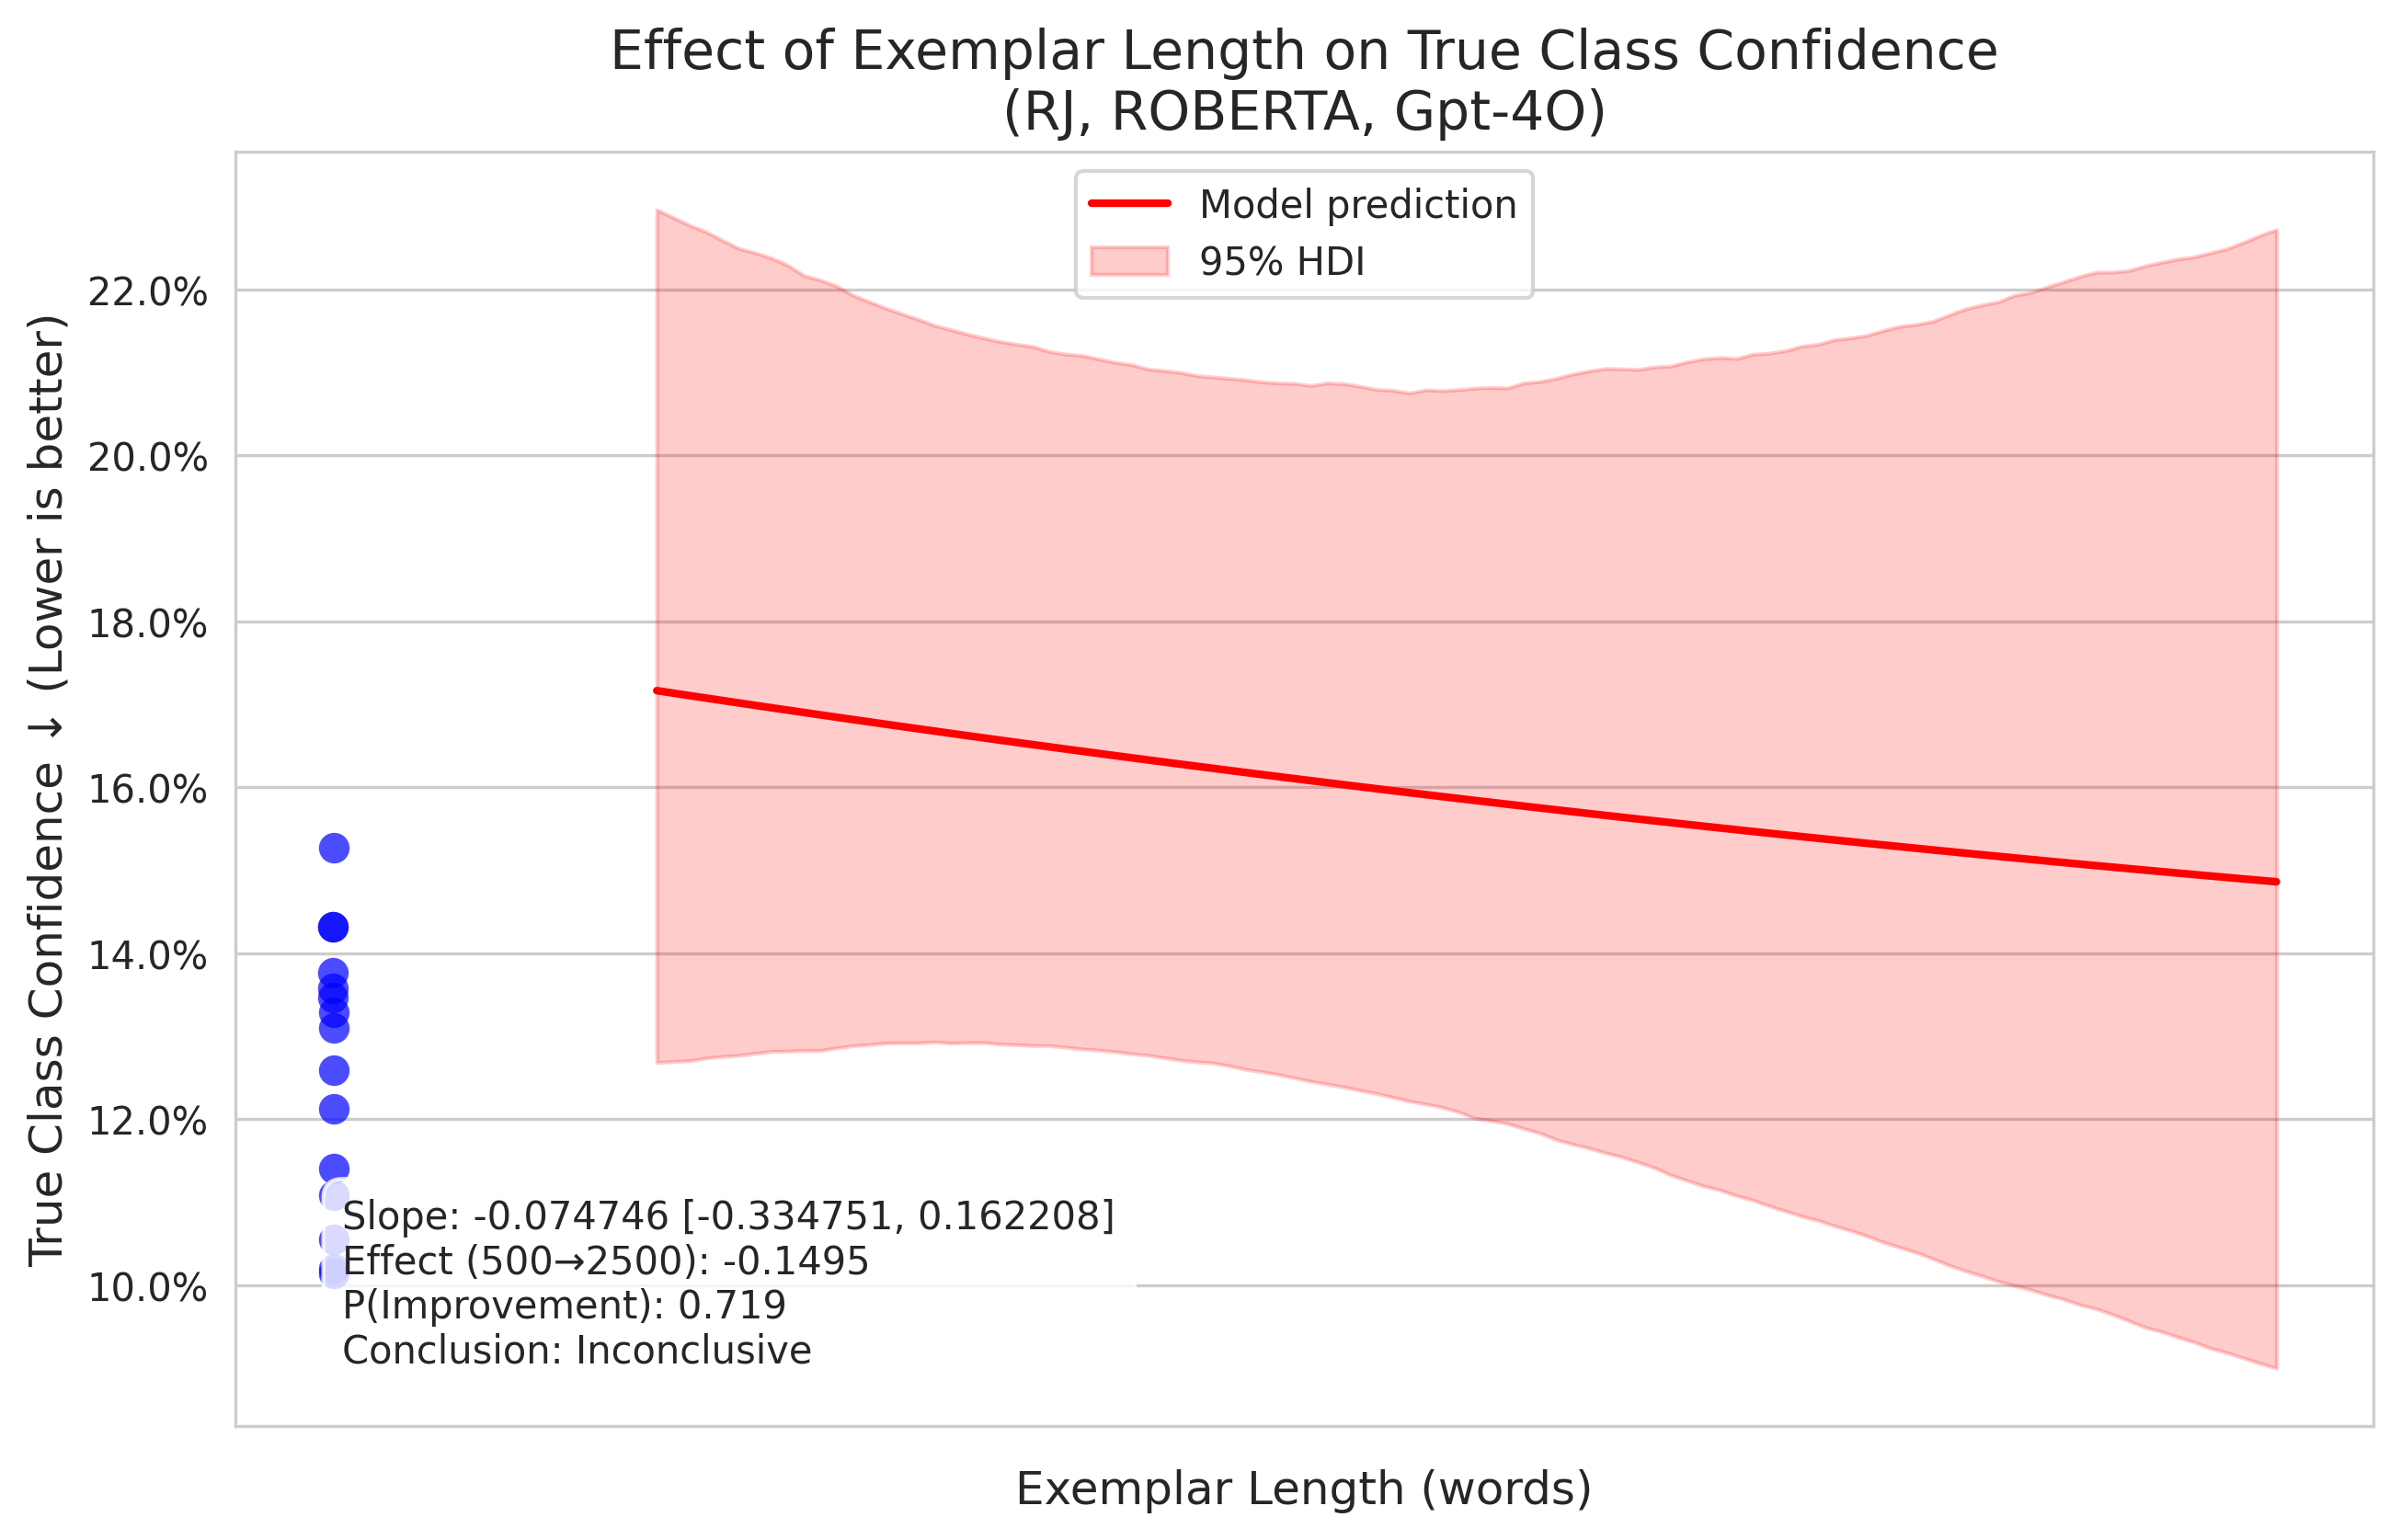 Effect of Exemplar Length on True Class Confidence
(RJ, ROBERTA, Gpt-4O)
Model prediction
95% HDI
True Class Confidence ↓ (Lower is better)
22.0%
20.0%
18.0%
16.0%
14.0%
12.0%
10.0%
Slope: -0.074746 [-0.334751, 0.162208]
Effect (500→2500): -0.1495
P(Improvement): 0.719
Conclusion: Inconclusive
Exemplar Length (words)